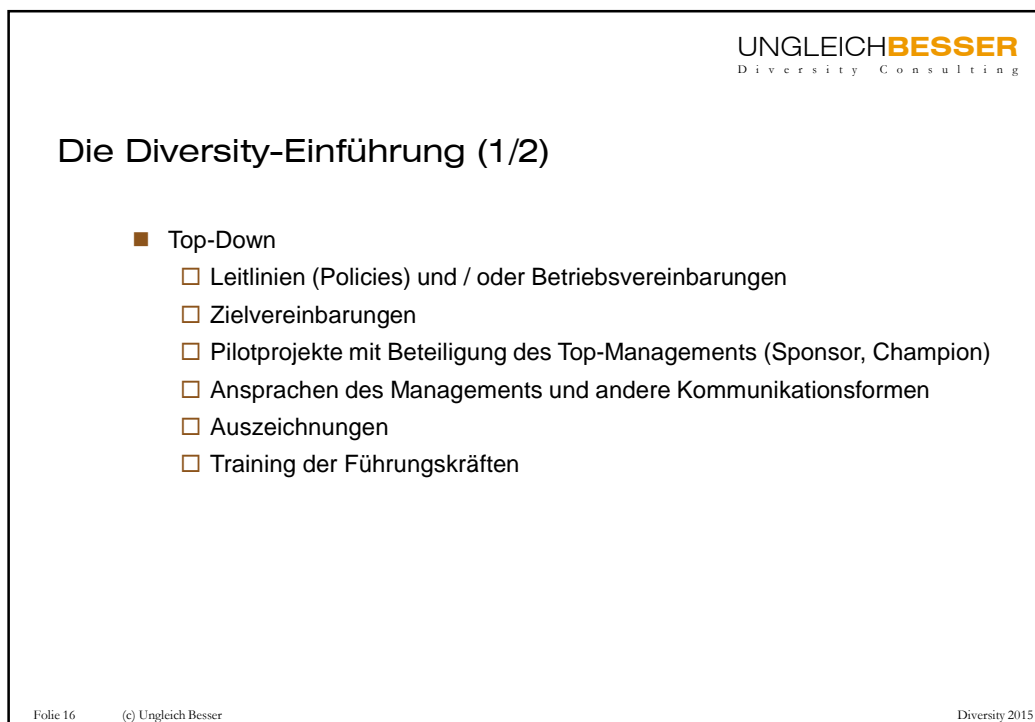 UNGLEICHBESSER
Diversity Consulting
Die Diversity-Einführung (1/2)
Top-Down
Leitlinien (Policies) und / oder Betriebsvereinbarungen
Zielvereinbarungen
Pilotprojekte mit Beteiligung des Top-Managements (Sponsor, Champion)
Ansprachen des Managements und andere Kommunikationsformen
Auszeichnungen
Training der Führungskräften
Folie 16 (c) Ungleich Besser Diversity 2015